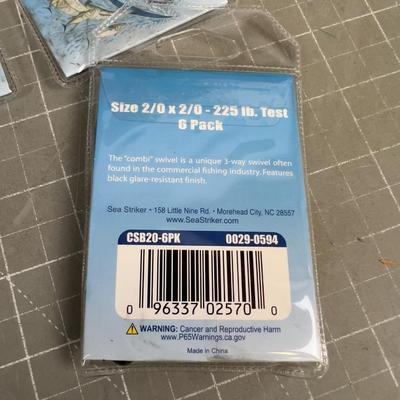 Size 2/0 x 2/0 - 225 lb. Test
6 Pack
The "combi" swivel is a unique 3-way swivel often
found in the commercial fishing industry. Features
black glare-resistant finish.
Sea Striker • 158 Little Nine Rd. • Morehead City, NC 28557
www.SeaStriker.com
CSB20-6PK 0029-0594
0 96337 02570 0
⚠ WARNING: Cancer and Reproductive Harm
www.P65Warnings.ca.gov
Made in China